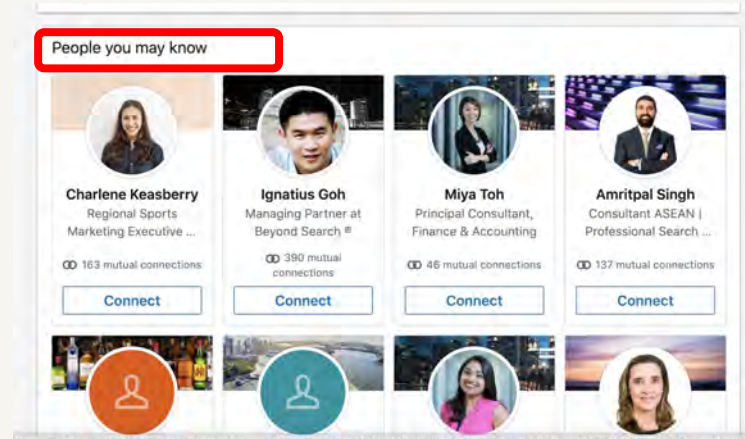 People you may know
Charlene Keasberry
Regional Sports
Marketing Executive ...
163 mutual connections
Connect
Ignatius Goh
Managing Partner at
Beyond Search ®
390 mutual
connections
Connect
Miya Toh
Principal Consultant,
Finance & Accounting
46 mutual connections
Connect
Amritpal Singh
Consultant ASEAN |
Professional Search ...
137 mutual connections
Connect